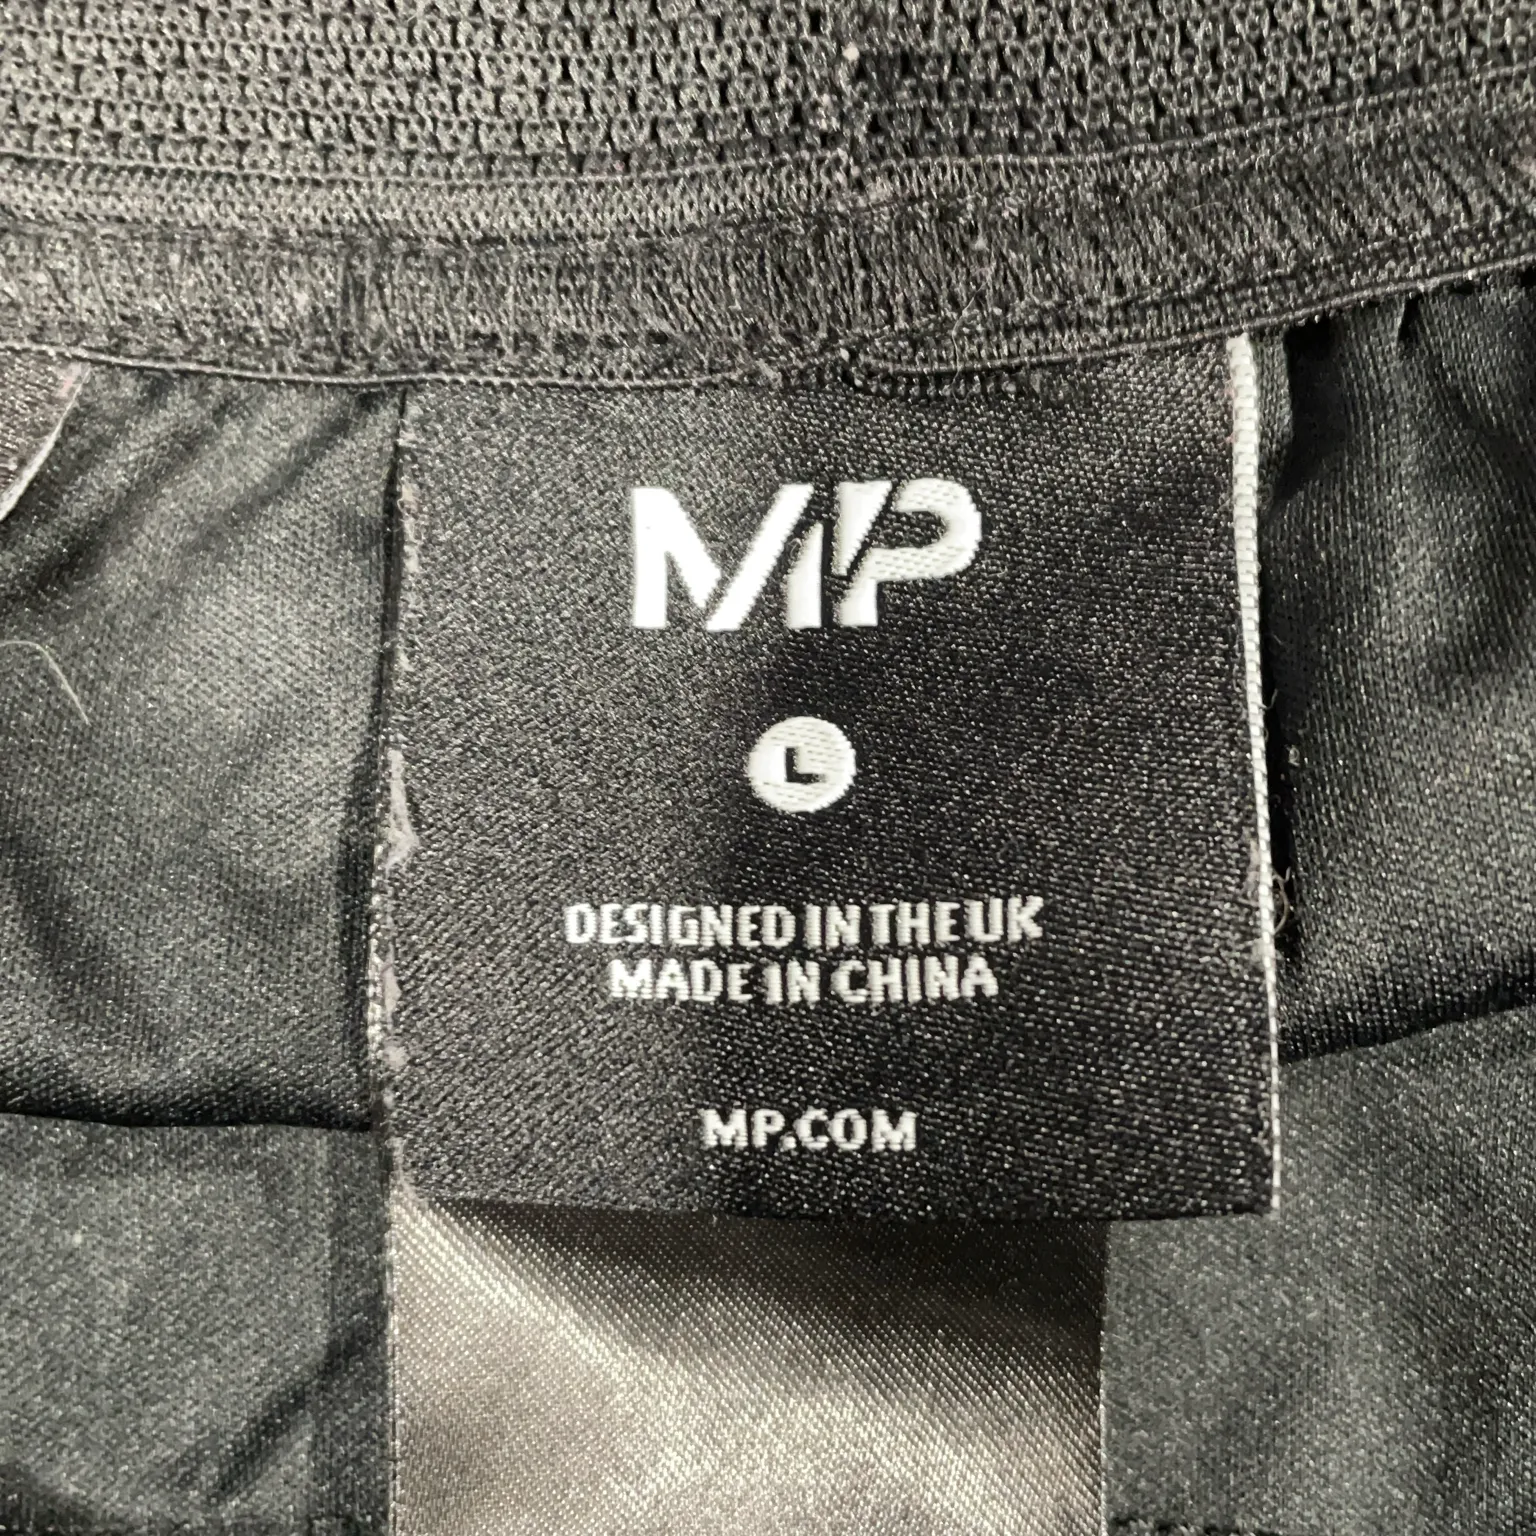 MP
L
DESIGNED IN THE UK
MADE IN CHINA
MP.COM